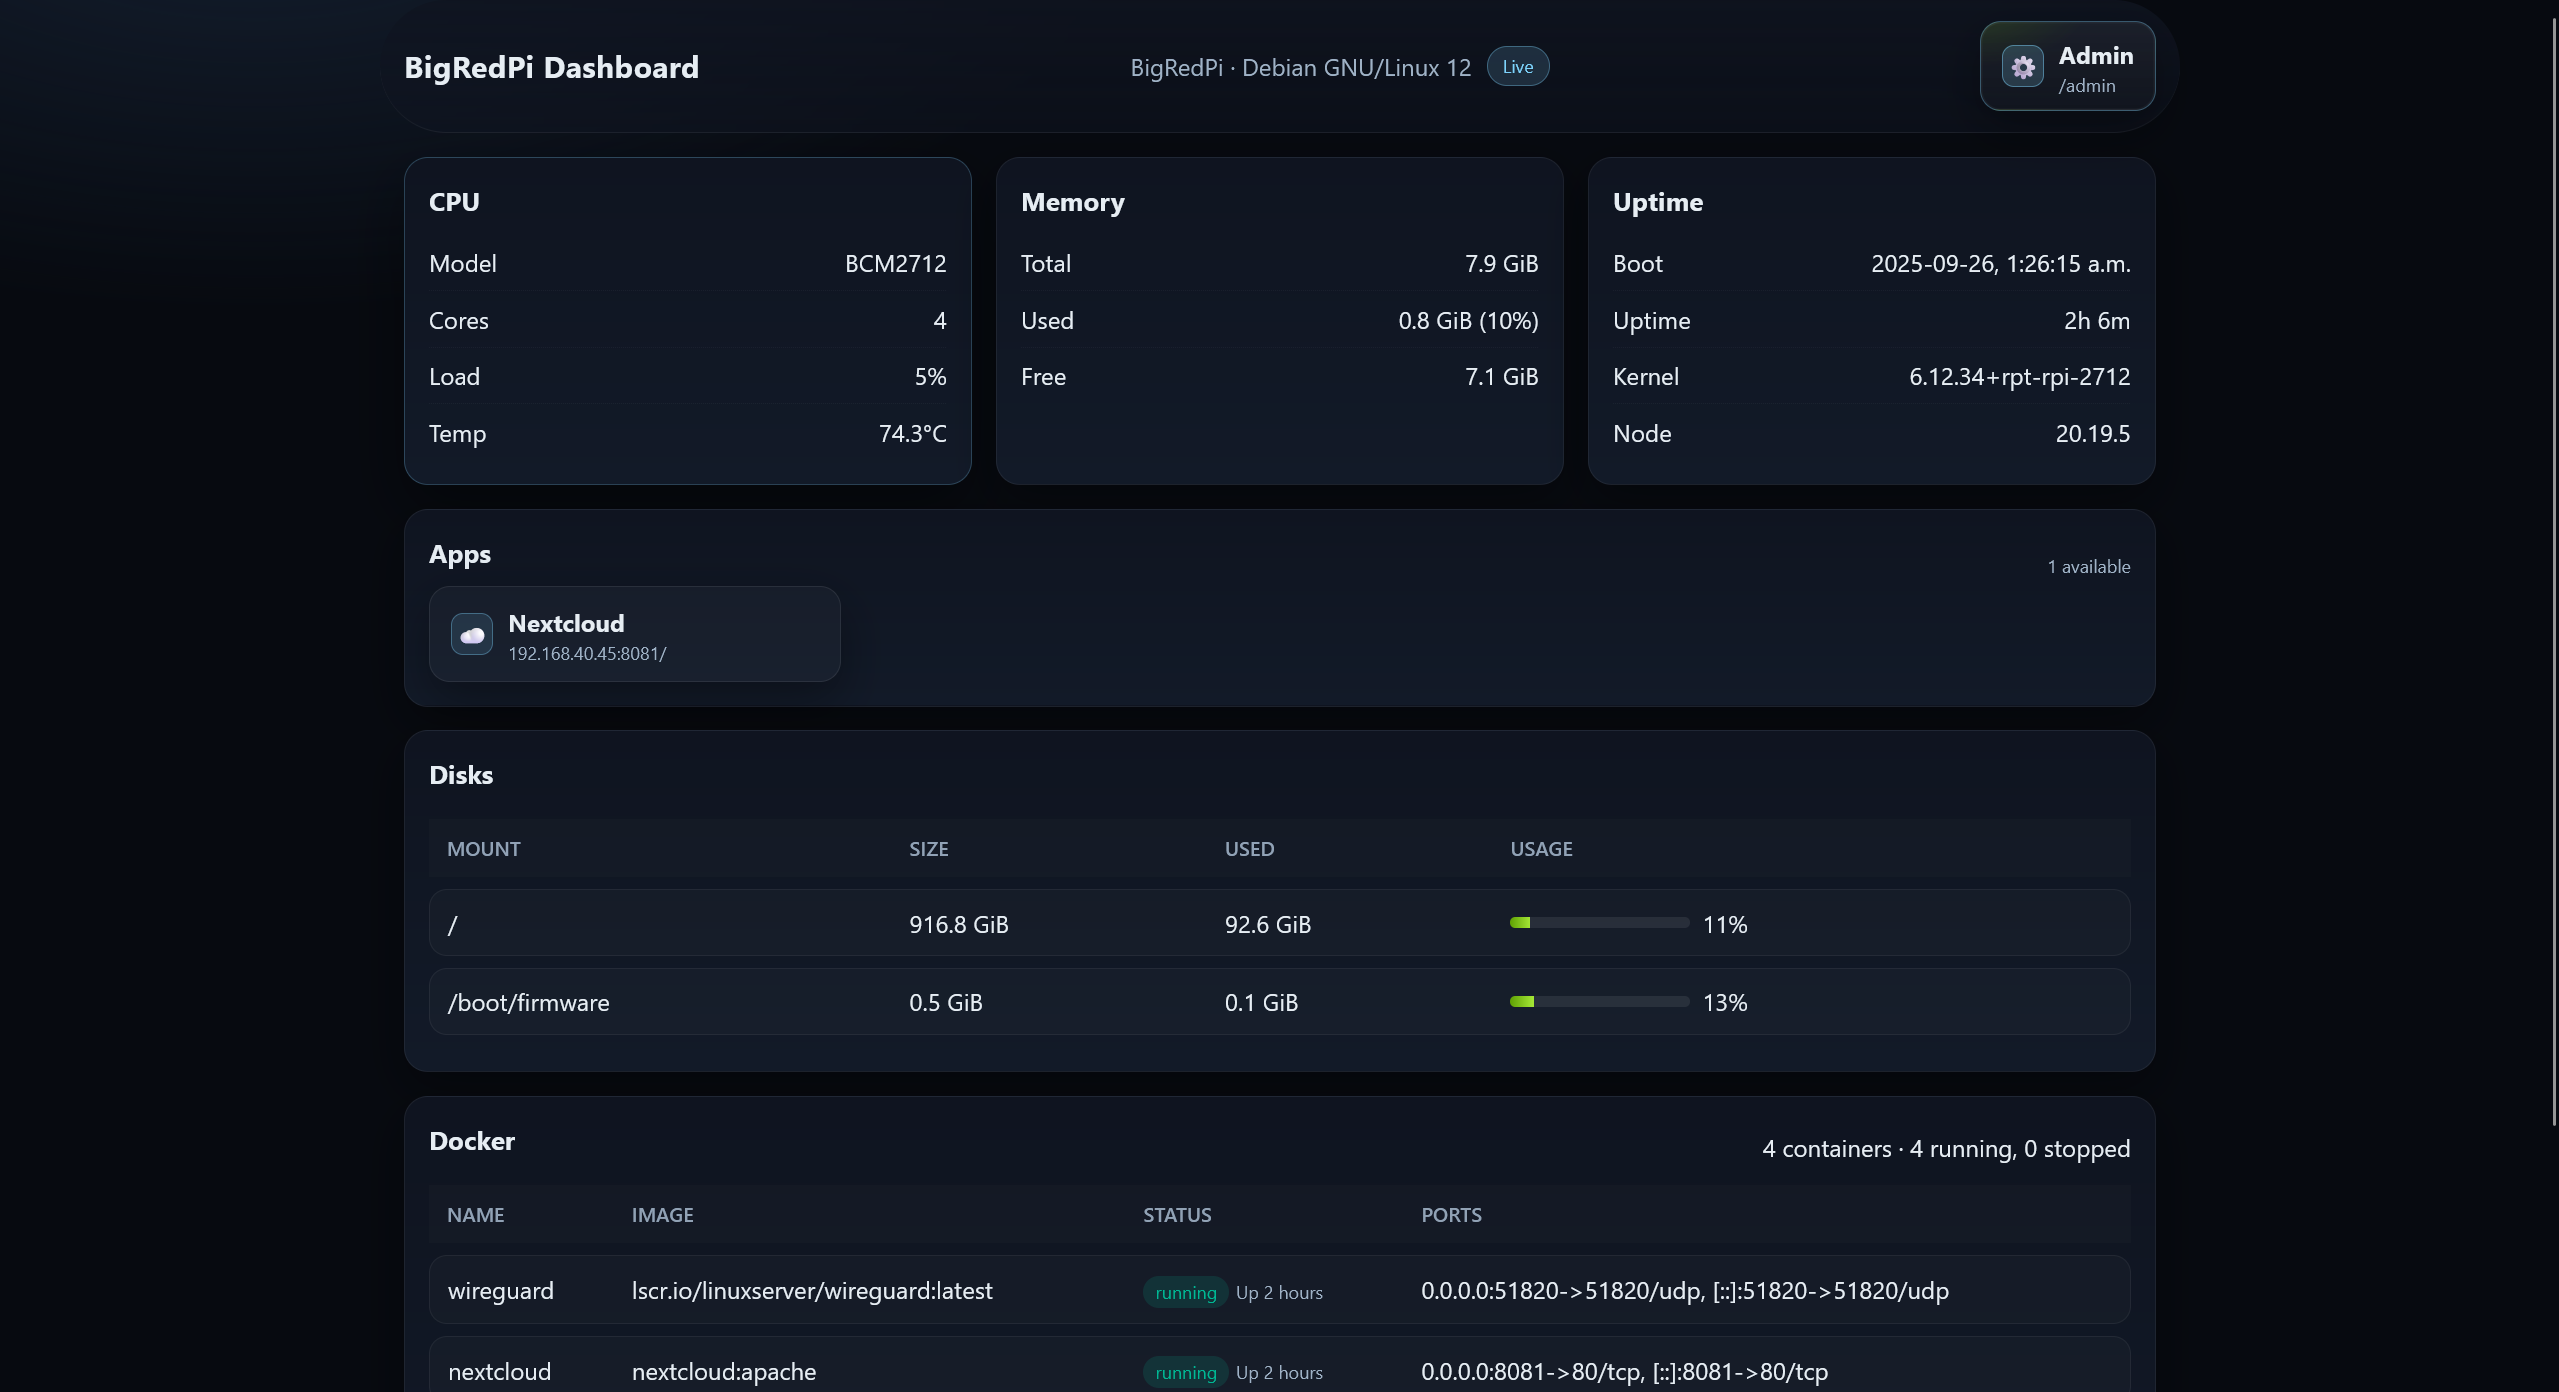 BigRedPi Dashboard
BigRedPi · Debian GNU/Linux 12 Live
Admin
/admin
CPU
Model BCM2712
Cores 4
Load 5%
Temp 74.3°C
Memory
Total 7.9 GiB
Used 0.8 GiB (10%)
Free 7.1 GiB
Uptime
Boot 2025-09-26, 1:26:15 a.m.
Uptime 2h 6m
Kernel 6.12.34+rpt-rpi-2712
Node 20.19.5
Apps
1 available
Nextcloud
192.168.40.45:8081/
Disks
MOUNT SIZE USED USAGE
/ 916.8 GiB 92.6 GiB 11%
/boot/firmware 0.5 GiB 0.1 GiB 13%
Docker
4 containers · 4 running, 0 stopped
NAME IMAGE STATUS PORTS
wireguard lscr.io/linuxserver/wireguard:latest running Up 2 hours 0.0.0.0:51820->51820/udp, [::]:51820->51820/udp
nextcloud nextcloud:apache running Up 2 hours 0.0.0.0:8081->80/tcp, [::]:8081->80/tcp